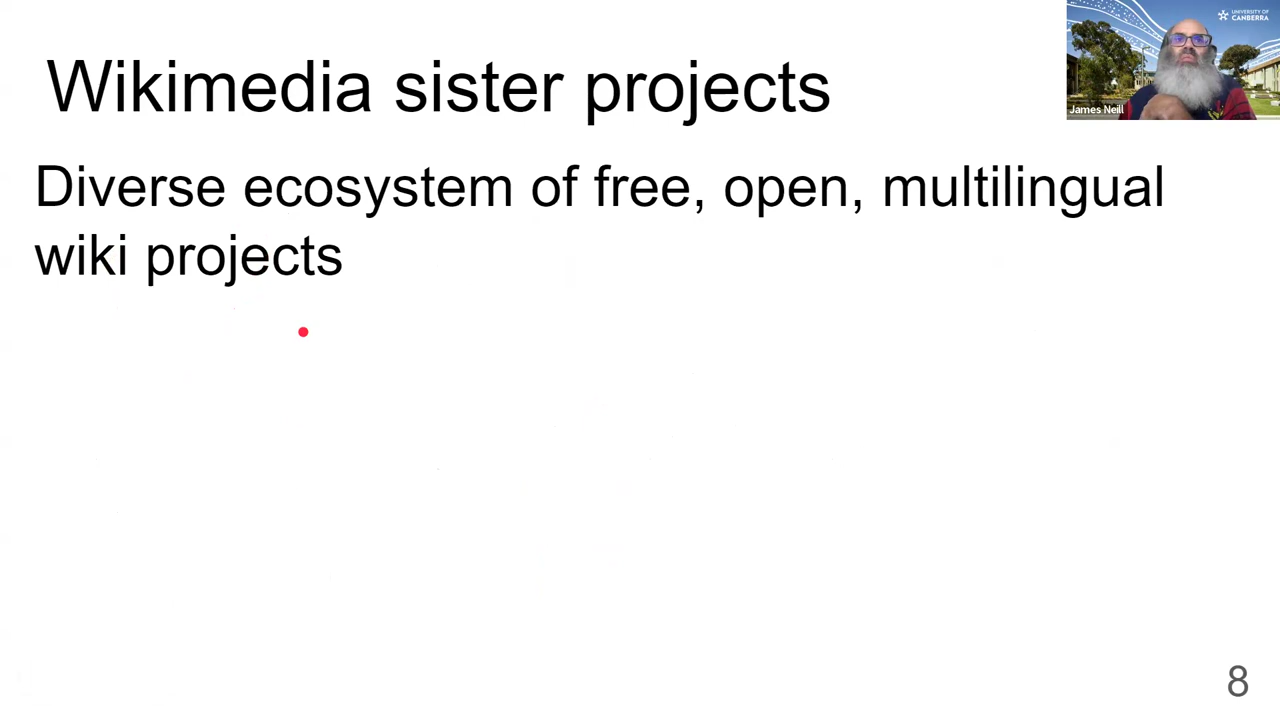 Wikimedia sister projects
UNIVERSITY OF
CANBERRA
James Neill
Diverse ecosystem of free, open, multilingual
wiki projects
8